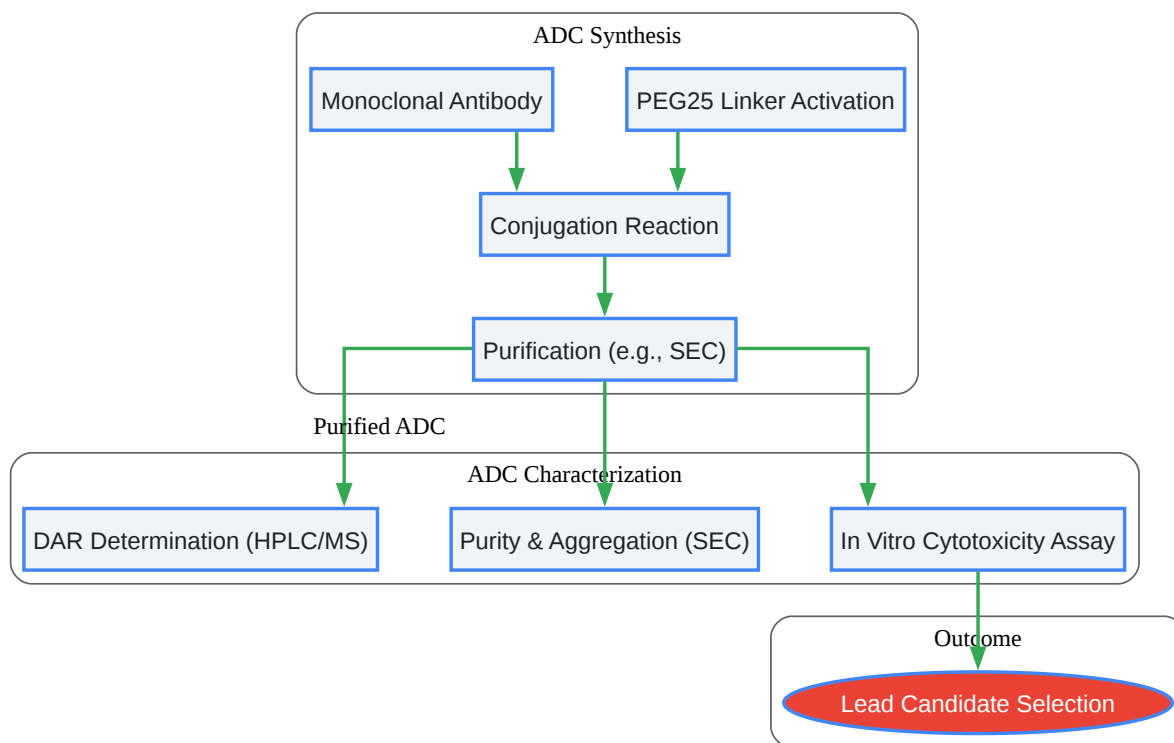 ADC Synthesis
Monoclonal Antibody
PEG25 Linker Activation
Conjugation Reaction
Purification (e.g., SEC)
Purified ADC
ADC Characterization
DAR Determination (HPLC/MS)
Purity & Aggregation (SEC)
In Vitro Cytotoxicity Assay
Outcome
Lead Candidate Selection